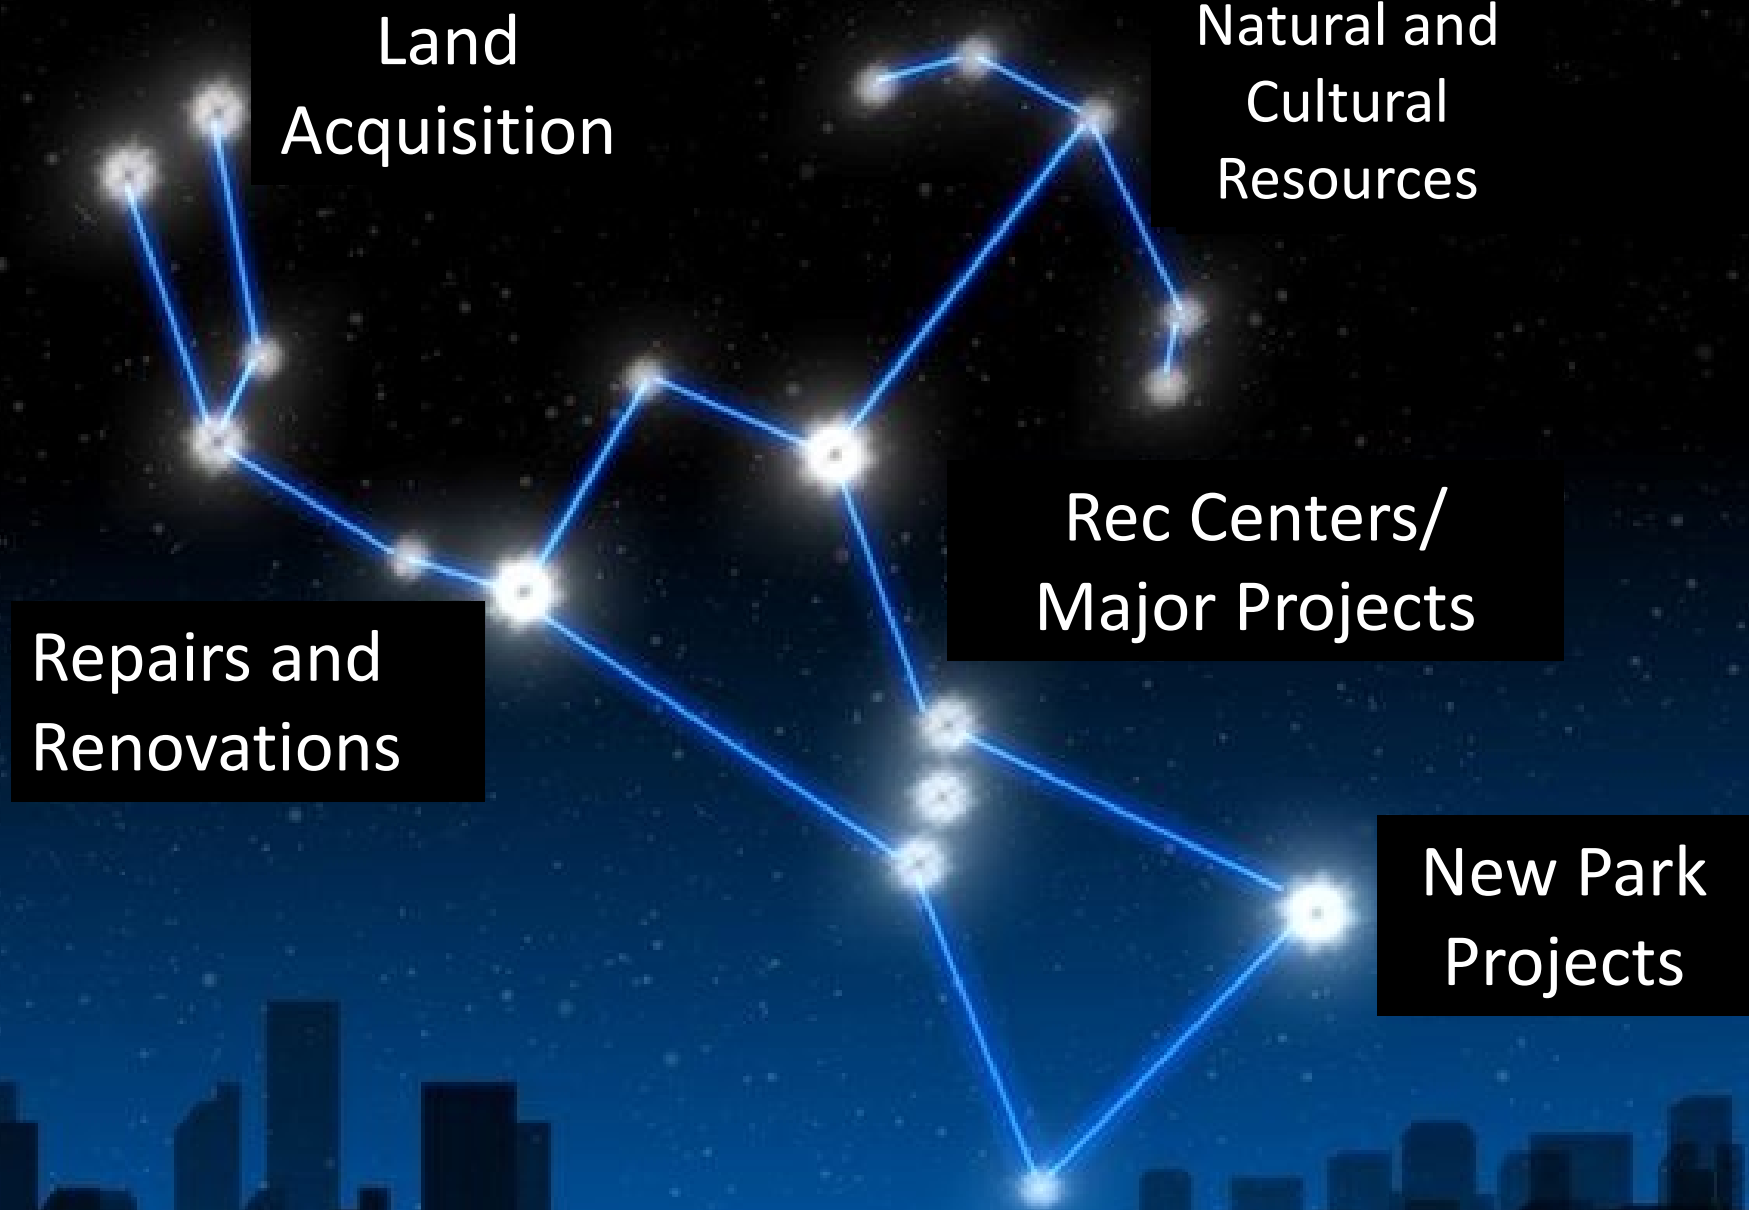 Land
Acquisition
Natural and
Cultural
Resources
Rec Centers/
Major Projects
Repairs and
Renovations
New Park
Projects